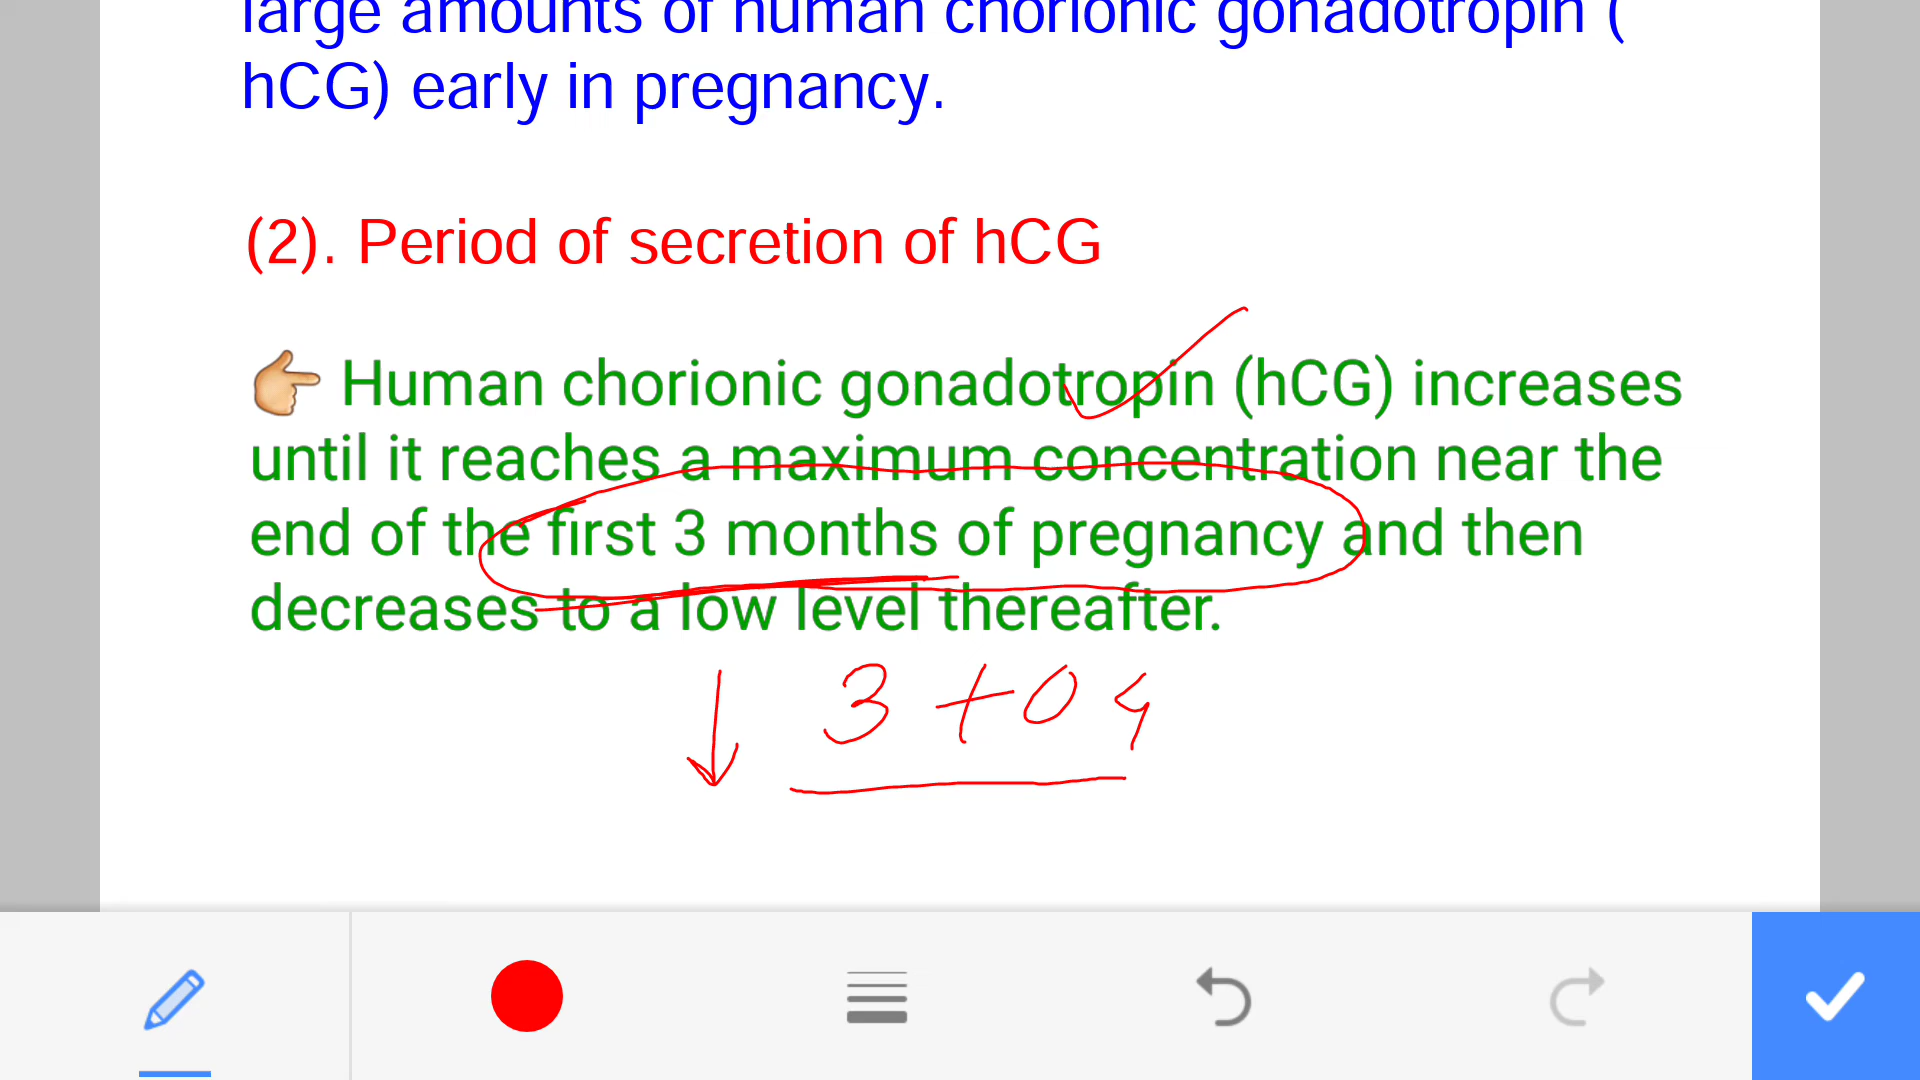 large amounts of human chorionic gonadotropin (
hCG) early in pregnancy.
(2). Period of secretion of hCG
👉 Human chorionic gonadotropin (hCG) increases
until it reaches a maximum concentration near the
end of the first 3 months of pregnancy and then
decreases to a low level thereafter.
3 +0